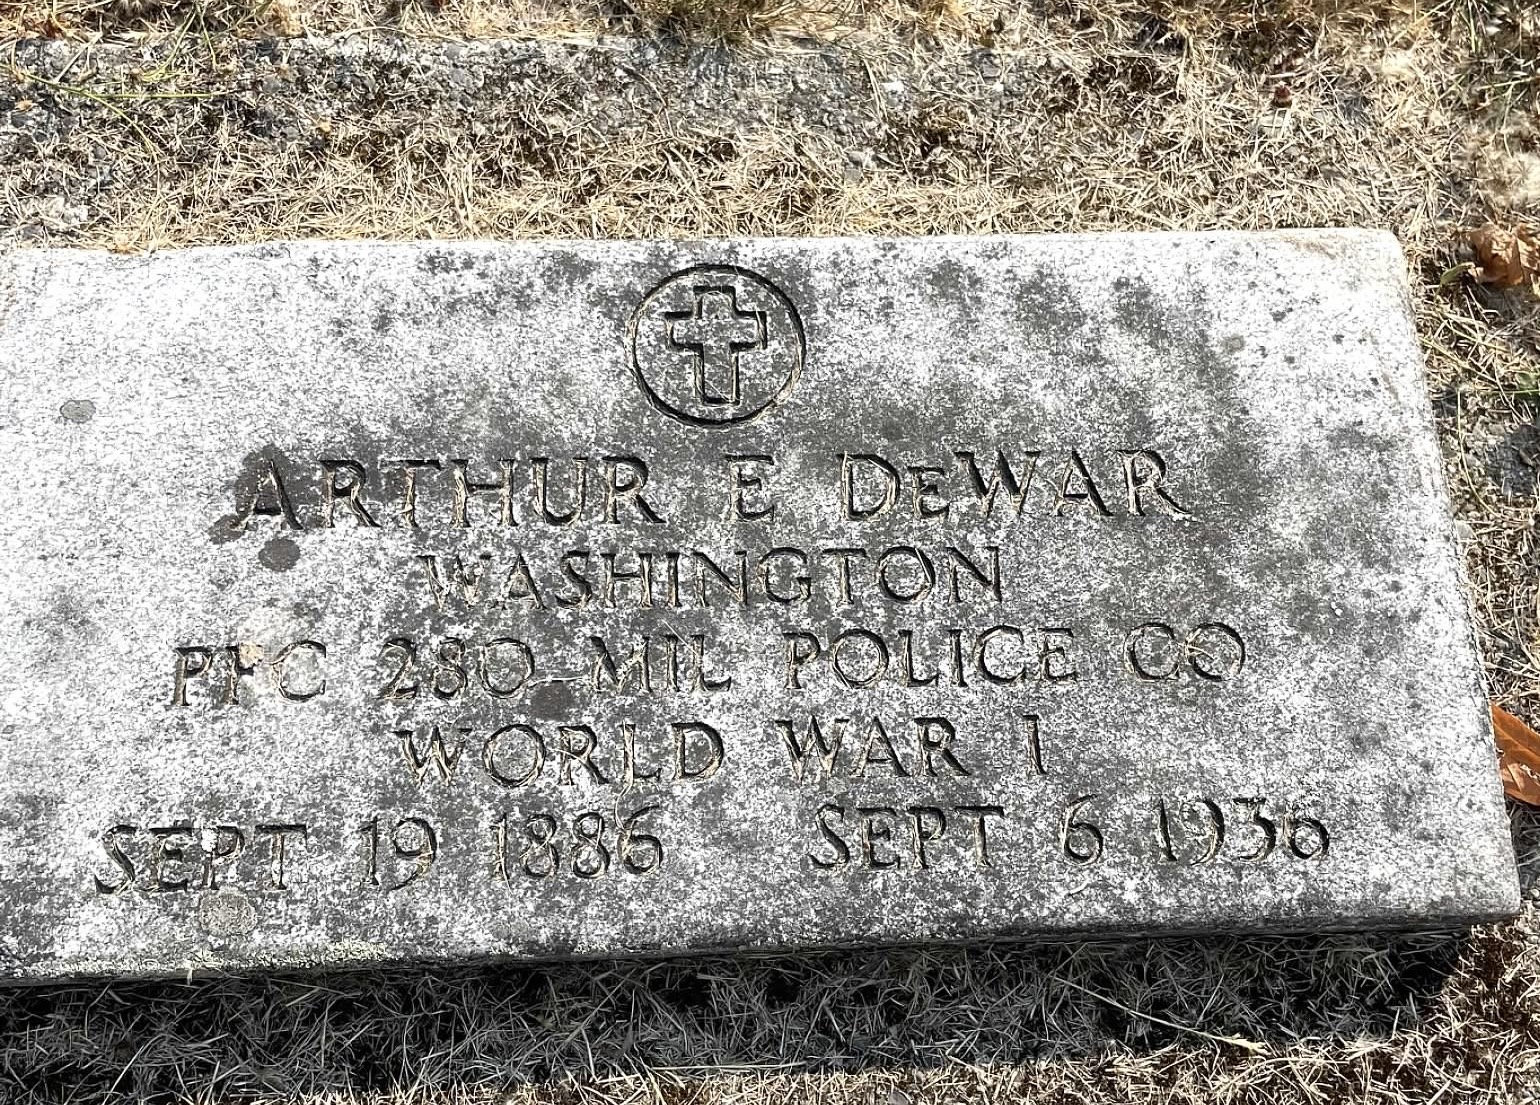 ARTHUR E DEWAR
WASHINGTON
PFC 280 MIL POLICE CO
WORLD WAR I
SEPT 19 1886 SEPT 6 1936